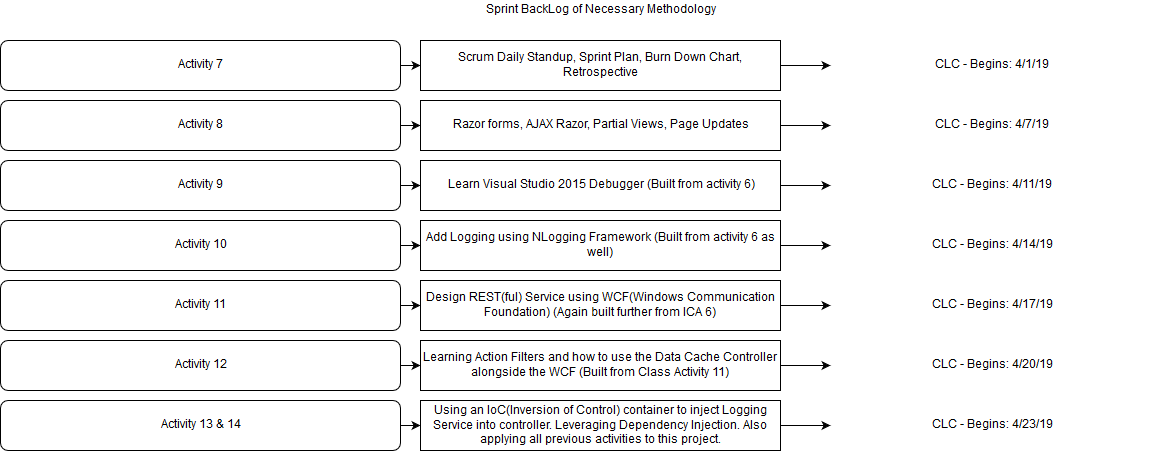 Sprint BackLog of Necessary Methodology
Activity 7
Scrum Daily Standup, Sprint Plan, Burn Down Chart,
Retrospective
CLC - Begins: 4/1/19
Activity 8
Razor forms, AJAX Razor, Partial Views, Page Updates
CLC - Begins: 4/7/19
Activity 9
Learn Visual Studio 2015 Debugger (Built from activity 6)
CLC - Begins: 4/11/19
Activity 10
Add Logging using NLogging Framework (Built from activity 6 as
well)
CLC - Begins: 4/14/19
Activity 11
Design REST(ful) Service using WCF(Windows Communication
Foundation) (Again built further from ICA 6)
CLC - Begins: 4/17/19
Activity 12
Learning Action Filters and how to use the Data Cache Controller
alongside the WCF (Built from Class Activity 11)
CLC - Begins: 4/20/19
Activity 13 & 14
Using an IoC(Inversion of Control) container to inject Logging
Service into controller. Leveraging Dependency Injection. Also
applying all previous activities to this project.
CLC - Begins: 4/23/19